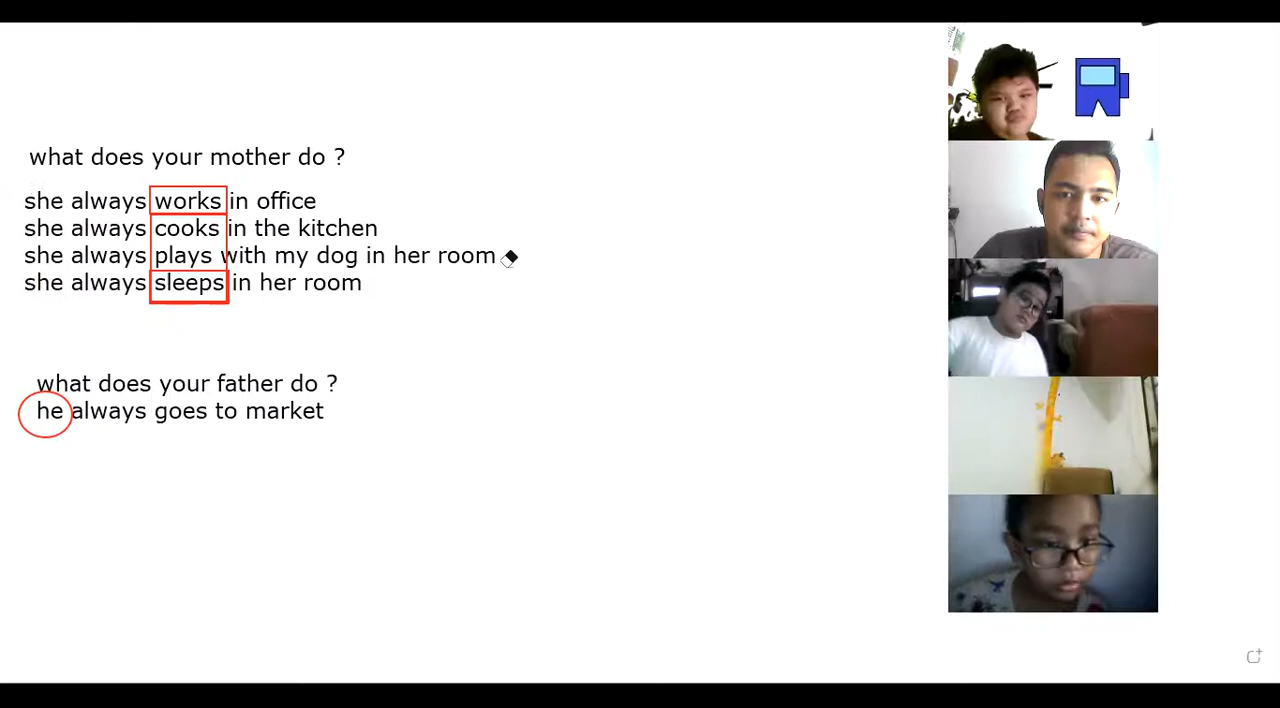 what does your mother do ?
she always works in office
she always cooks in the kitchen
she always plays with my dog in her room
she always sleeps in her room
what does your father do ?
he always goes to market